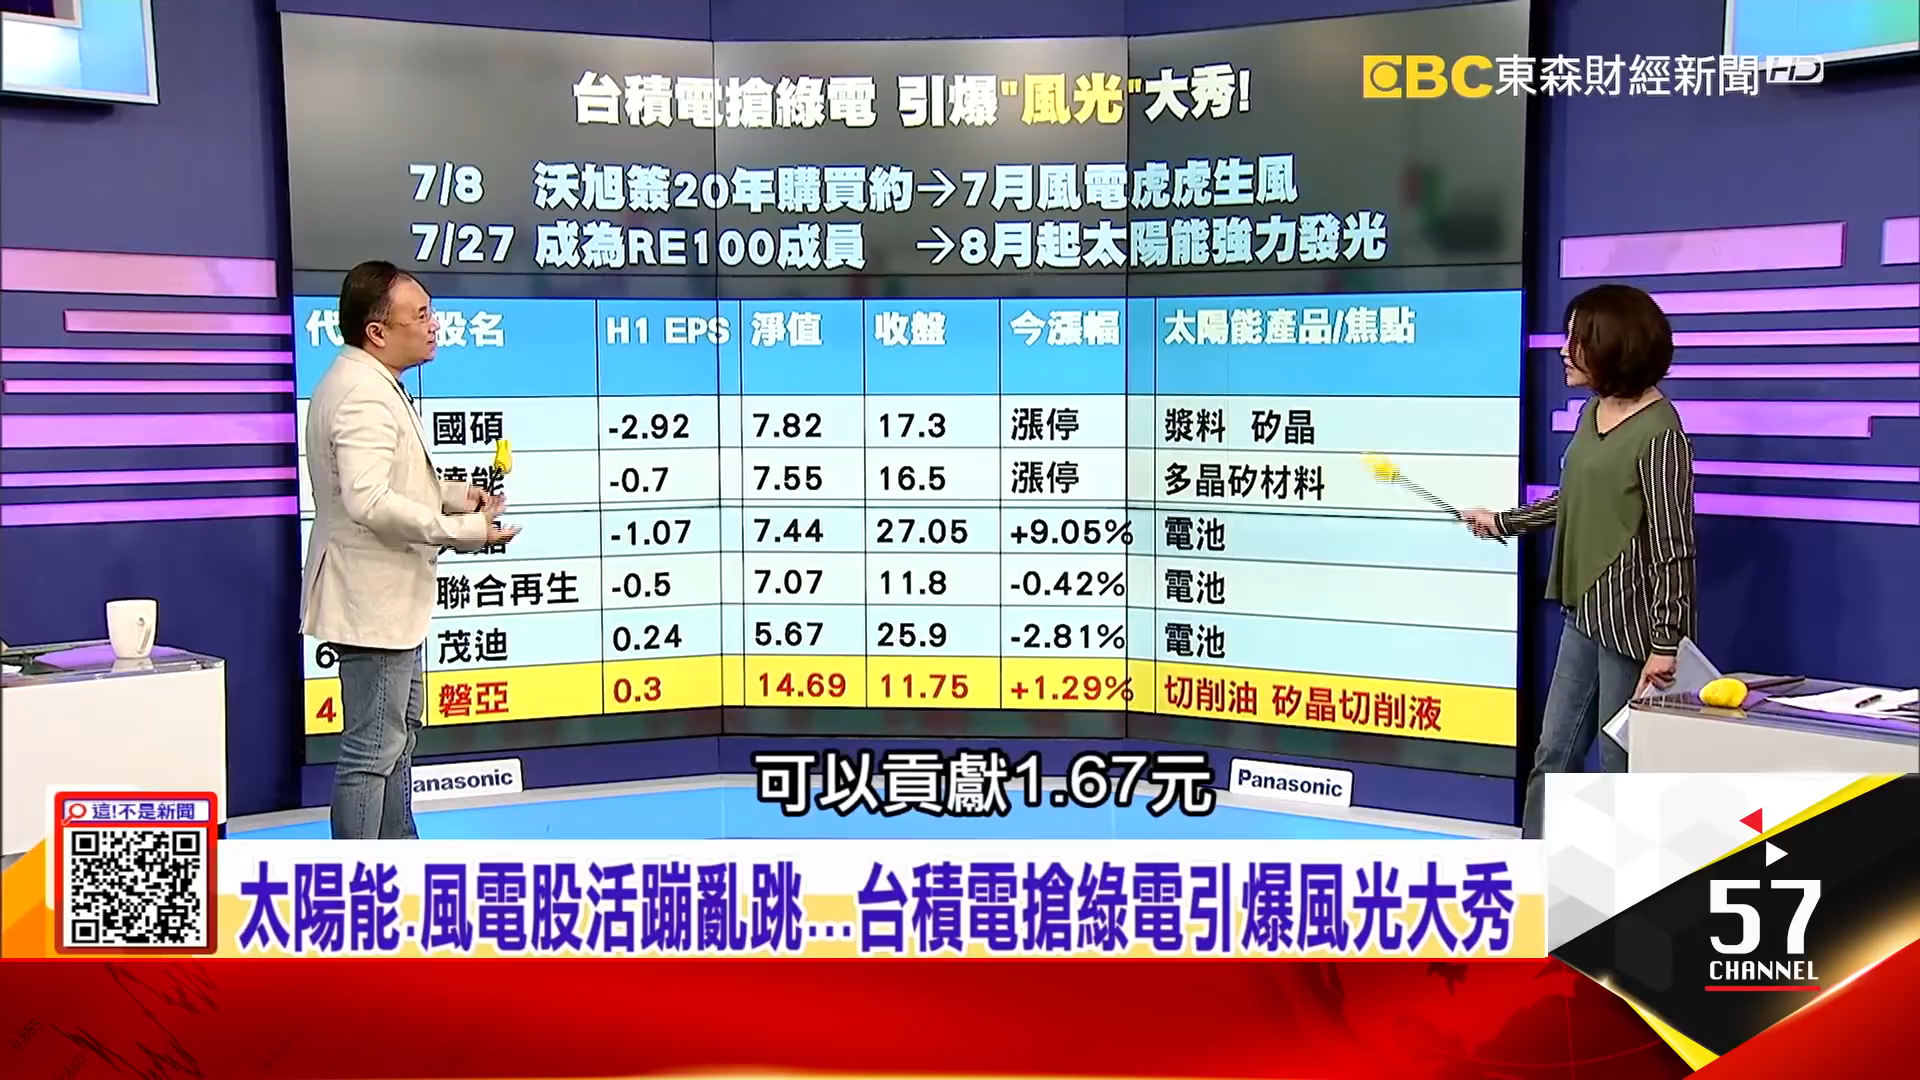 EBC東森財經新聞HD
台積電搶綠電 引爆"風光"大秀!
7/8 沃旭簽20年購買約→7月風電虎虎生風
7/27 成為RE100成員 →8月起太陽能強力發光
代 股名 H1 EPS 淨值 收盤 今漲幅 太陽能產品/焦點
國碩 -2.92 7.82 17.3 漲停 漿料 矽晶
達能 -0.7 7.55 16.5 漲停 多晶矽材料
-1.07 7.44 27.05 +9.05% 電池
聯合再生 -0.5 7.07 11.8 -0.42% 電池
6 茂迪 0.24 5.67 25.9 -2.81% 電池
4 磐亞 0.3 14.69 11.75 +1.29% 切削油 矽晶切削液
anasonic
Panasonic
可以貢獻1.67元
這!不是新聞
太陽能.風電股活蹦亂跳...台積電搶綠電引爆風光大秀
57
CHANNEL